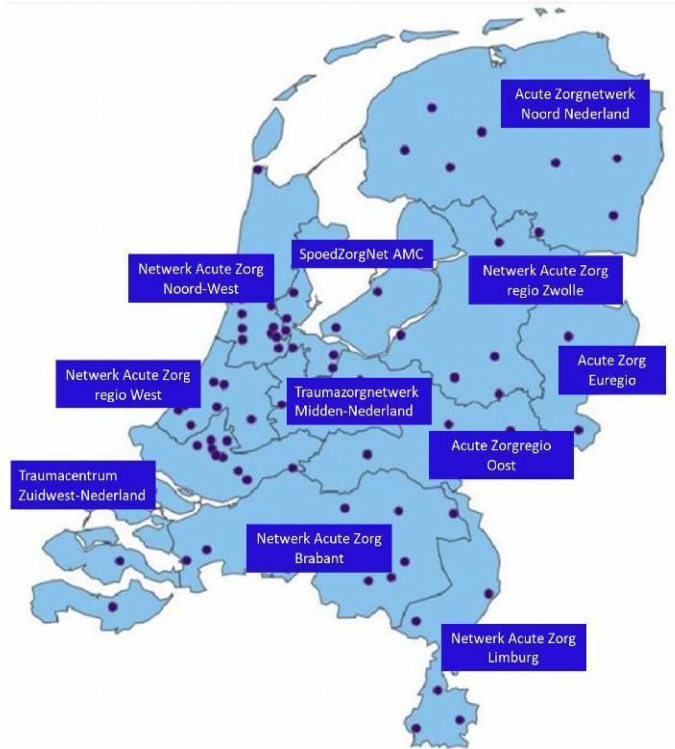 Acute Zorgnetwerk
Noord Nederland
SpoedZorgNet AMC
Netwerk Acute Zorg
Noord-West
Netwerk Acute Zorg
regio Zwolle
Acute Zorg
Euregio
Netwerk Acute Zorg
regio West
Traumazorgnetwerk
Midden-Nederland
Acute Zorgregio
Oost
Traumacentrum
Zuidwest-Nederland
Netwerk Acute Zorg
Brabant
Netwerk Acute Zorg
Limburg